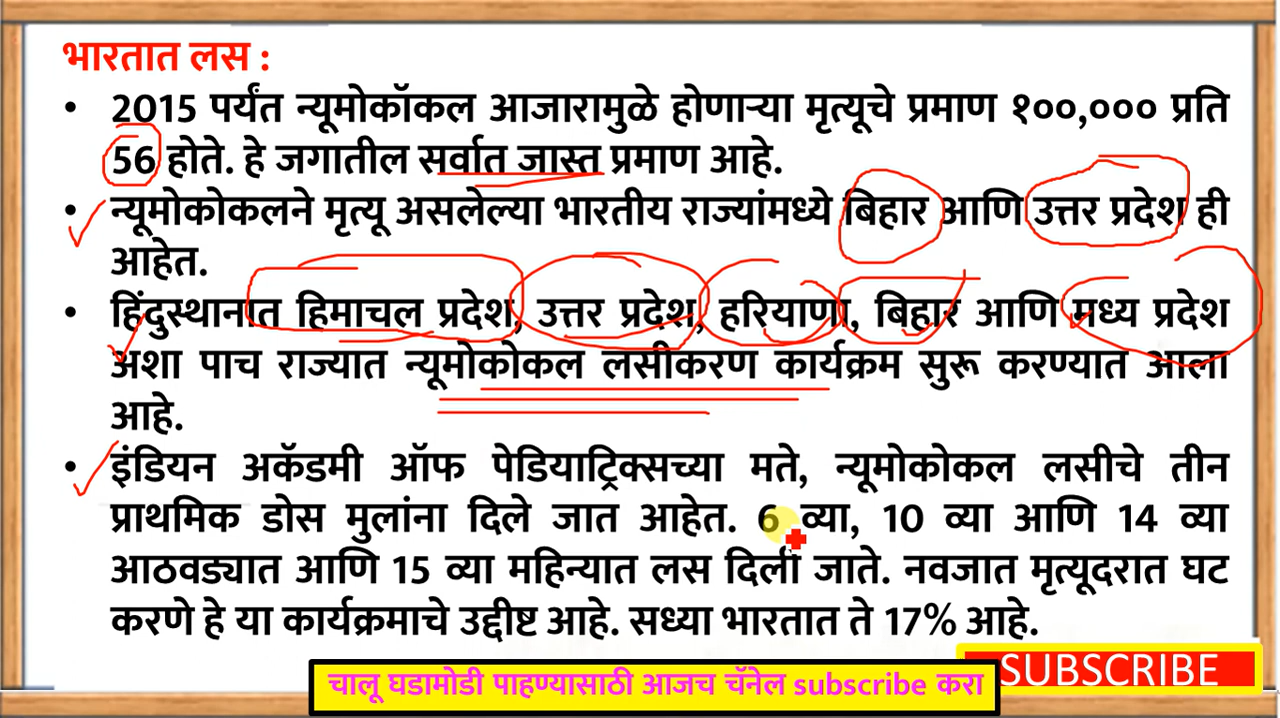 भारतात लस :
• 2015 पर्यंत न्यूमोकॉकल आजारामुळे होणाऱ्या मृत्यूचे प्रमाण १००,००० प्रति
56 होते. हे जगातील सर्वात जास्त प्रमाण आहे.
• न्यूमोकोकलने मृत्यू असलेल्या भारतीय राज्यांमध्ये बिहार आणि उत्तर प्रदेश ही
आहेत.
• हिंदुस्थानात हिमाचल प्रदेश, उत्तर प्रदेश, हरियाणा, बिहार आणि मध्य प्रदेश
अशा पाच राज्यात न्यूमोकोकल लसीकरण कार्यक्रम सुरू करण्यात आला
आहे.
• इंडियन अकॅडमी ऑफ पेडियाट्रिक्सच्या मते, न्यूमोकोकल लसीचे तीन
प्राथमिक डोस मुलांना दिले जात आहेत. 6 व्या, 10 व्या आणि 14 व्या
आठवड्यात आणि 15 व्या महिन्यात लस दिली जाते. नवजात मृत्यूदरात घट
करणे हे या कार्यक्रमाचे उद्दीष्ट आहे. सध्या भारतात ते 17% आहे.
SUBSCRIBE
चालू घडामोडी पाहण्यासाठी आजच चॅनेल subscribe करा